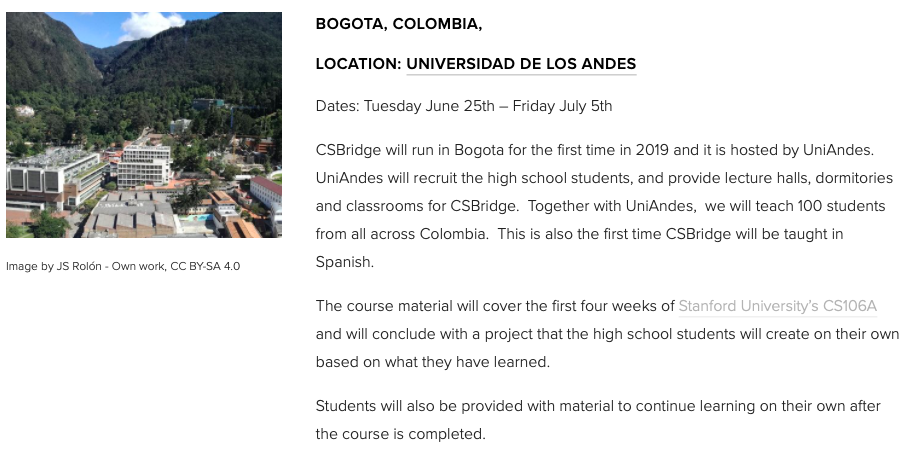 BOGOTA, COLOMBIA,
LOCATION: UNIVERSIDAD DE LOS ANDES
Dates: Tuesday June 25th – Friday July 5th
CSBridge will run in Bogota for the first time in 2019 and it is hosted by UniAndes.
UniAndes will recruit the high school students, and provide lecture halls, dormitories
and classrooms for CSBridge.  Together with UniAndes,  we will teach 100 students
from all across Colombia.  This is also the first time CSBridge will be taught in
Spanish.
The course material will cover the first four weeks of Stanford University's CS106A
and will conclude with a project that the high school students will create on their own
based on what they have learned.
Students will also be provided with material to continue learning on their own after
the course is completed.
Image by JS Rolón - Own work, CC BY-SA 4.0